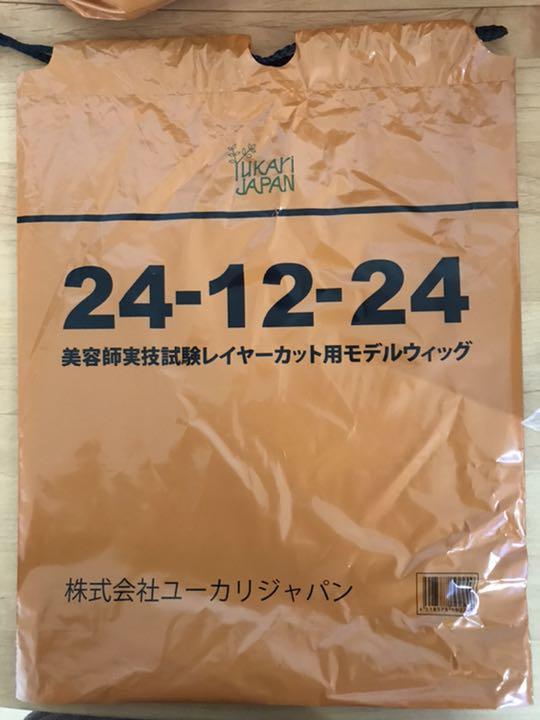 YUKARI
JAPAN
24-12-24
美容師実技試験レイヤーカット用モデルウィッグ
株式会社ユーカリジャパン